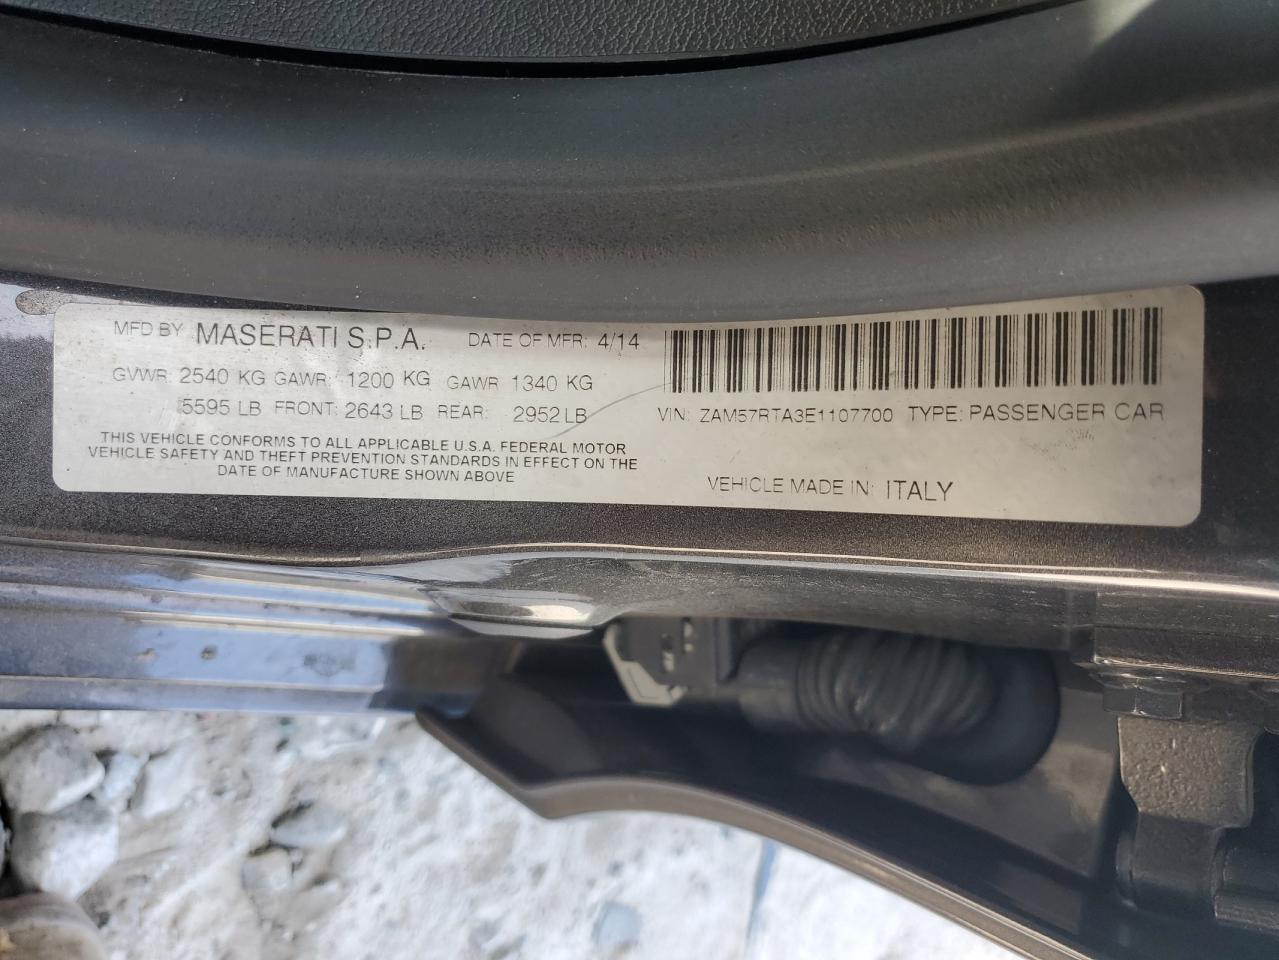 MFD BY MASERATI S.P.A. DATE OF MFR: 4/14
GVWR: 2540 KG GAWR: 1200 KG GAWR 1340 KG
5595 LB FRONT: 2643 LB REAR: 2952 LB
THIS VEHICLE CONFORMS TO ALL APPLICABLE U.S.A. FEDERAL MOTOR
VEHICLE SAFETY AND THEFT PREVENTION STANDARDS IN EFFECT ON THE
DATE OF MANUFACTURE SHOWN ABOVE
VIN: ZAM57RTA3E1107700 TYPE: PASSENGER CAR
VEHICLE MADE IN: ITALY